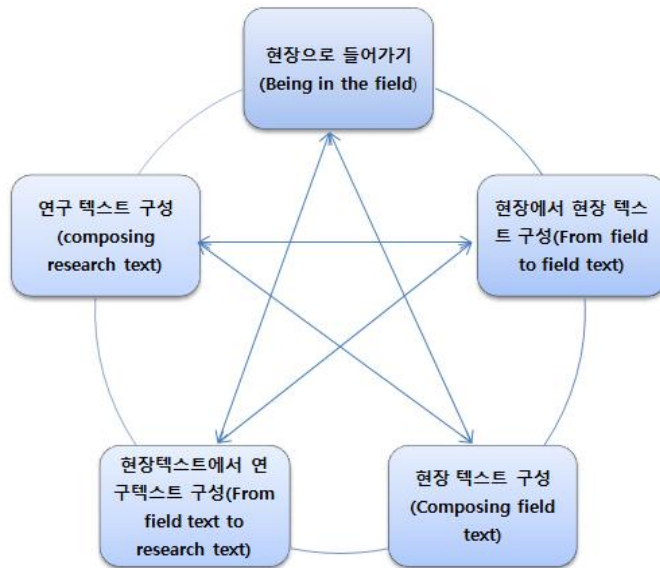 현장으로 들어가기
(Being in the field)
연구 텍스트 구성
(composing
research text)
현장에서 현장 텍스
트 구성(From field
to field text)
현장텍스트에서 연
구텍스트 구성(From
field text to
research text)
현장 텍스트 구성
(Composing field
text)